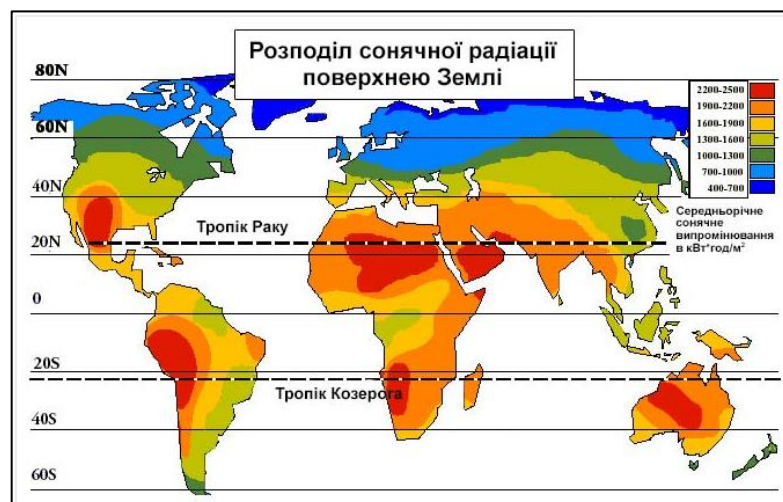 Розподіл сонячної радіації
поверхнею Землі
80N
60N
40N
20N
0
20S
40S
60S
Тропік Раку
Тропік Козерога
2200-2500
1900-2200
1600-1900
1300-1600
1000-1300
700-1000
400-700
Середньорічне
сонячне
випромінювання
в кВт*год/м²